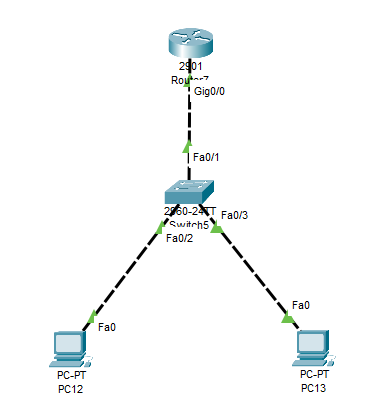 2901
Router7
Gig0/0
Fa0/1
2960-24TT
Switch5
Fa0/3
Fa0/2
Fa0
Fa0
PC-PT
PC12
PC-PT
PC13